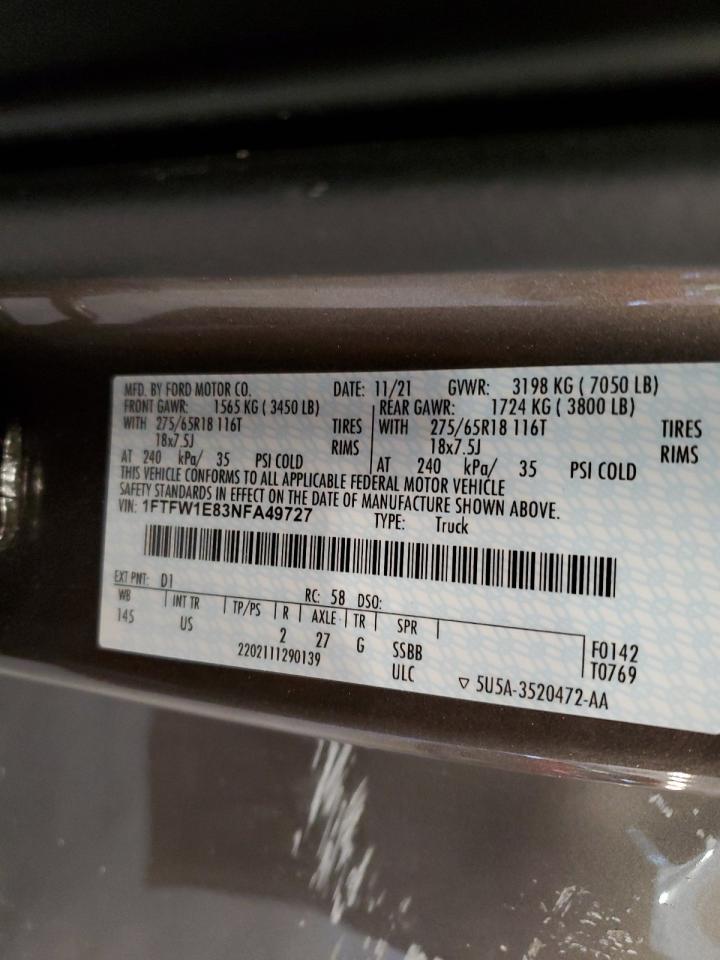 MFD. BY FORD MOTOR CO. DATE: 11/21 GVWR: 3198 KG ( 7050 LB)
FRONT GAWR: 1565 KG ( 3450 LB) REAR GAWR: 1724 KG ( 3800 LB)
WITH 275/65R18 116T TIRES WITH 275/65R18 116T TIRES
18x7.5J RIMS 18x7.5J RIMS
AT 240 kPa/ 35 PSI COLD AT 240 kPa/ 35 PSI COLD
THIS VEHICLE CONFORMS TO ALL APPLICABLE FEDERAL MOTOR VEHICLE
SAFETY STANDARDS IN EFFECT ON THE DATE OF MANUFACTURE SHOWN ABOVE.
VIN: 1FTFW1E83NFA49727 TYPE: Truck
EXT PNT: D1 RC: 58 DSO:
WB INT TR TP/PS R AXLE TR SPR
145 US 2 27 G SSBB F0142
2202111290139 ULC T0769
▽ 5U5A-3520472-AA